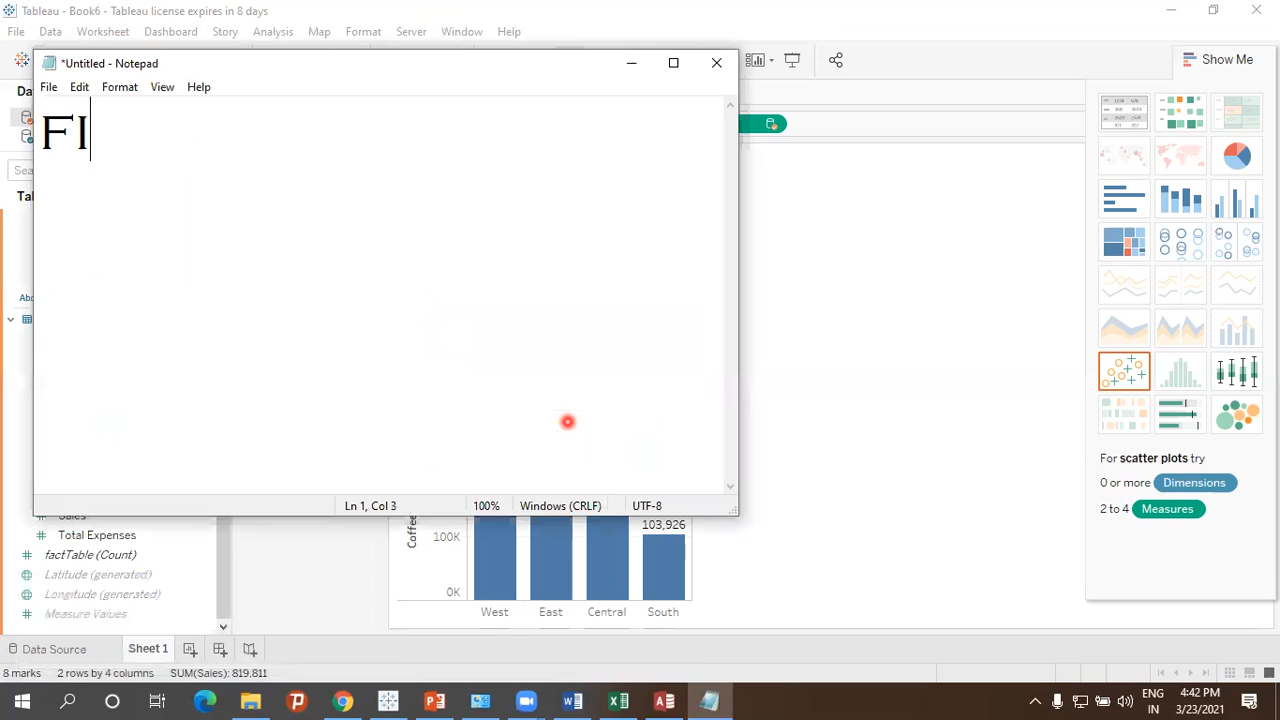 Tableau - Book6 - Tableau license expires in 8 days
File Data Worksheet Dashboard Story Analysis Map Format Server Window Help
Show Me
*Untitled - Notepad
File Edit Format View Help
FI
Ln 1, Col 3 100% Windows (CRLF) UTF-8
For scatter plots try
0 or more Dimensions
2 to 4 Measures
Total Expenses
factTable (Count)
Latitude (generated)
Longitude (generated)
Measure Values
103,926
100K
0K
West East Central South
Data Source Sheet 1
8 marks 2 rows by 4 columns SUM(Sales): 819.811
ENG
IN
4:42 PM
3/23/2021